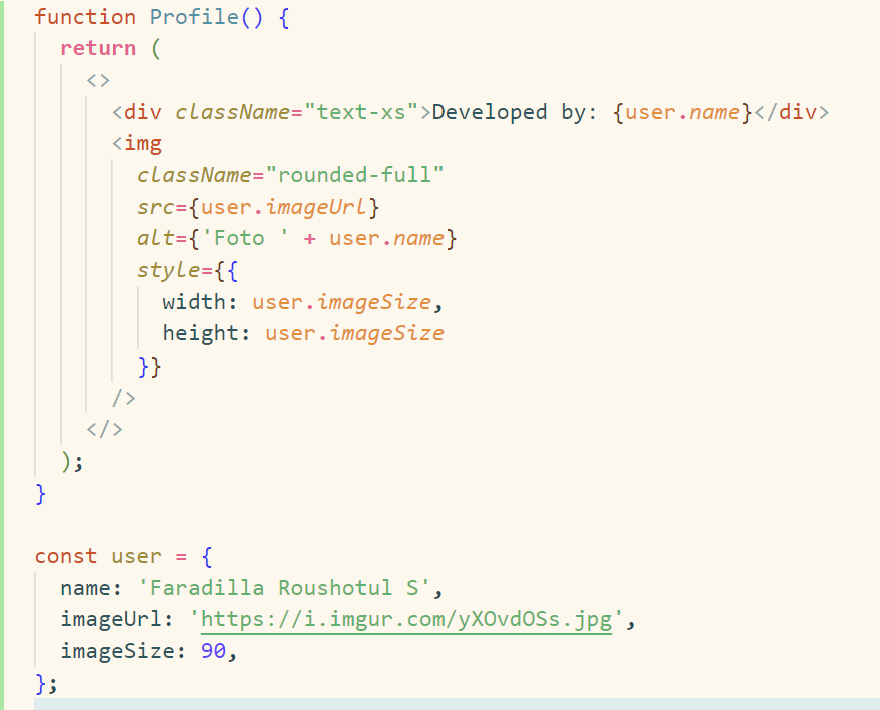 function Profile() {
  return (
    <>
      <div className="text-xs">Developed by: {user.name}</div>
      <img
        className="rounded-full"
        src={user.imageUrl}
        alt={'Foto ' + user.name}
        style={{
          width: user.imageSize,
          height: user.imageSize
        }}
      />
    </>
  );
}

const user = {
  name: 'Faradilla Roushotul S',
  imageUrl: 'https://i.imgur.com/yXOvdOSs.jpg',
  imageSize: 90,
};